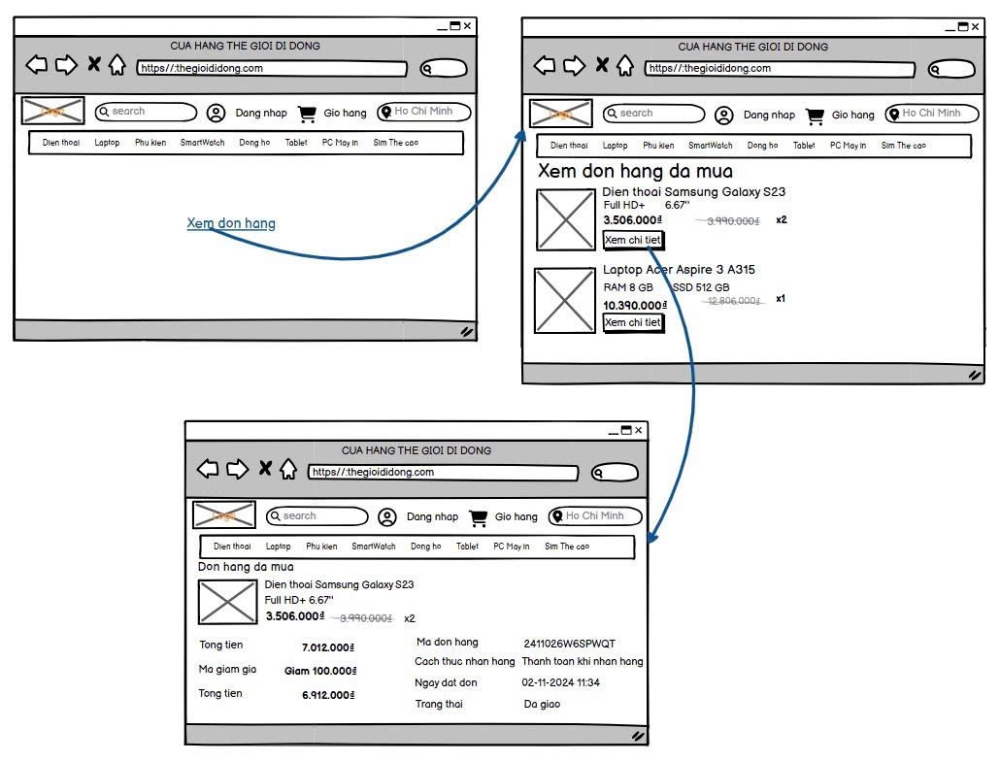 CUA HANG THE GIOI DI DONG
https//:thegioididong.com
Logo search Dang nhap Gio hang Ho Chi Minh
Dien thoai Laptop Phu kien SmartWatch Dong ho Tablet PC May in Sim The cao
Xem don hang
CUA HANG THE GIOI DI DONG
https//:thegioididong.com
Logo search Dang nhap Gio hang Ho Chi Minh
Dien thoai Laptop Phu kien SmartWatch Dong ho Tablet PC May in Sim The cao
Xem don hang da mua
Dien thoai Samsung Galaxy S23
Full HD+ 6.67"
3.506.000₫ 3.990.000₫ x2
Xem chi tiet
Laptop Acer Aspire 3 A315
RAM 8 GB SSD 512 GB
10.390.000₫ 12.806.000₫ x1
Xem chi tiet
CUA HANG THE GIOI DI DONG
https//:thegioididong.com
Logo search Dang nhap Gio hang Ho Chi Minh
Dien thoai Laptop Phu kien SmartWatch Dong ho Tablet PC May in Sim The cao
Don hang da mua
Dien thoai Samsung Galaxy S23
Full HD+ 6.67"
3.506.000₫ 3.990.000₫ x2
Tong tien 7.012.000₫
Ma giam gia Giam 100.000₫
Tong tien 6.912.000₫
Ma don hang 2411026W6SPWQT
Cach thuc nhan hang Thanh toan khi nhan hang
Ngay dat don 02-11-2024 11:34
Trang thai Da giao